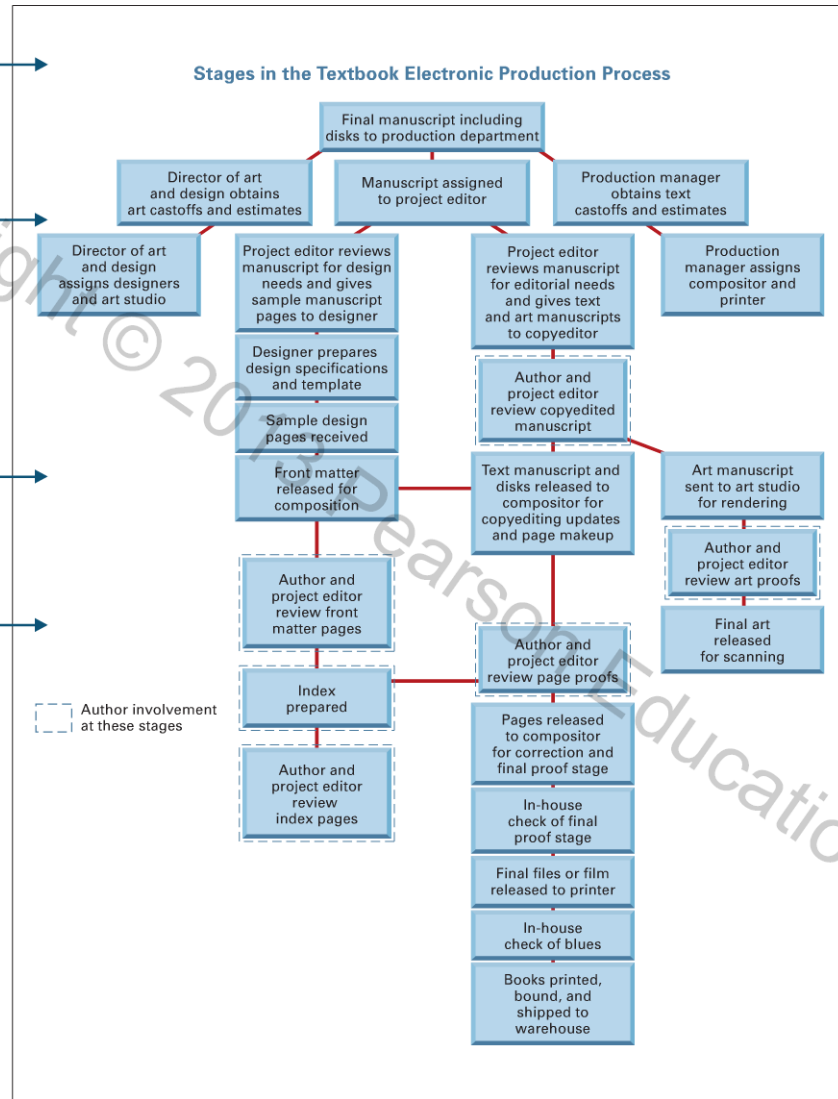 Stages in the Textbook Electronic Production Process
Final manuscript including
disks to production department
Director of art
and design obtains
art castoffs and estimates
Manuscript assigned
to project editor
Production manager
obtains text
castoffs and estimates
Director of art
and design
assigns designers
and art studio
Project editor reviews
manuscript for design
needs and gives
sample manuscript
pages to designer
Project editor
reviews manuscript
for editorial needs
and gives text
and art manuscripts
to copyeditor
Production
manager assigns
compositor and
printer
Designer prepares
design specifications
and template
Author and
project editor
review copyedited
manuscript
Sample design
pages received
Front matter
released for
composition
Text manuscript and
disks released to
compositor for
copyediting updates
and page makeup
Art manuscript
sent to art studio
for rendering
Author and
project editor
review art proofs
Author and
project editor
review front
matter pages
Final art
released
for scanning
Author and
project editor
review page proofs
Index
prepared
Author involvement
at these stages
Pages released
to compositor
for correction and
final proof stage
Author and
project editor
review
index pages
In-house
check of final
proof stage
Final files or film
released to printer
In-house
check of blues
Books printed,
bound, and
shipped to
warehouse
right © 2013 Pearson Education